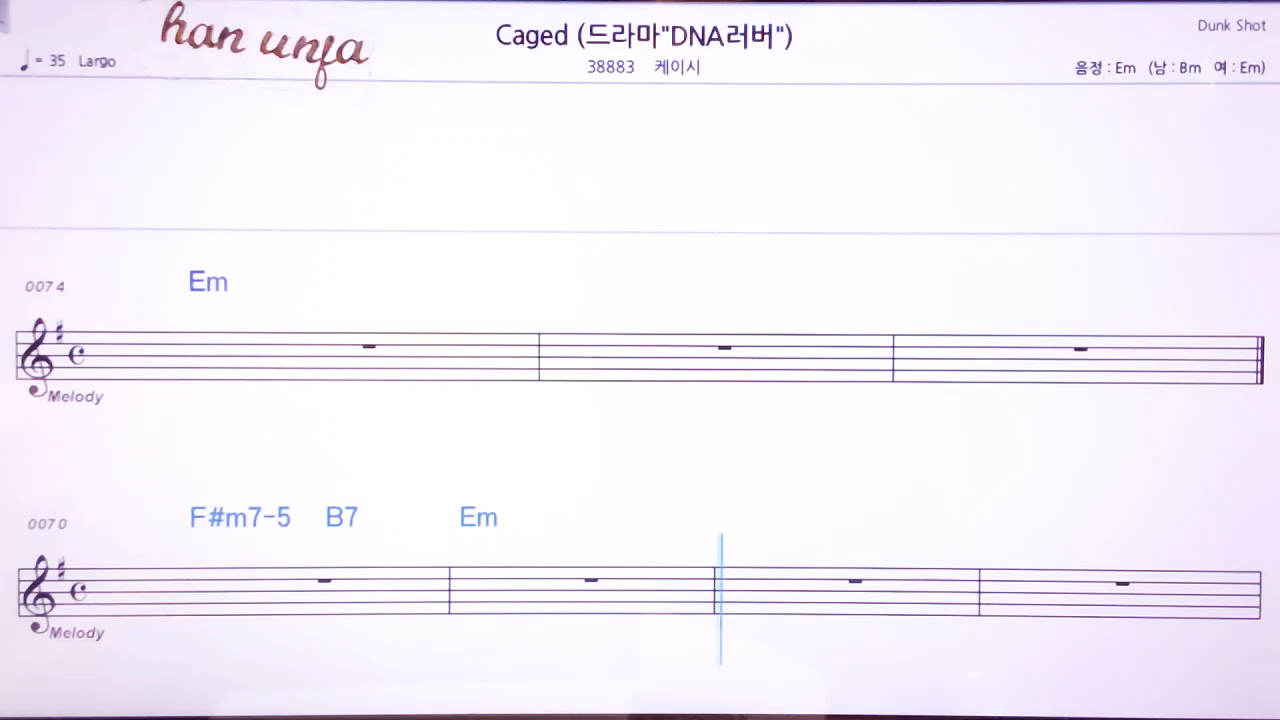 han unfa
Caged (드라마"DNA러버")
Dunk Shot
♩ = 35 Largo
38883 케이시
음정 : Em (남 : Bm 여 : Em)
0074
Em
Melody
0070
F#m7-5 B7 Em
Melody